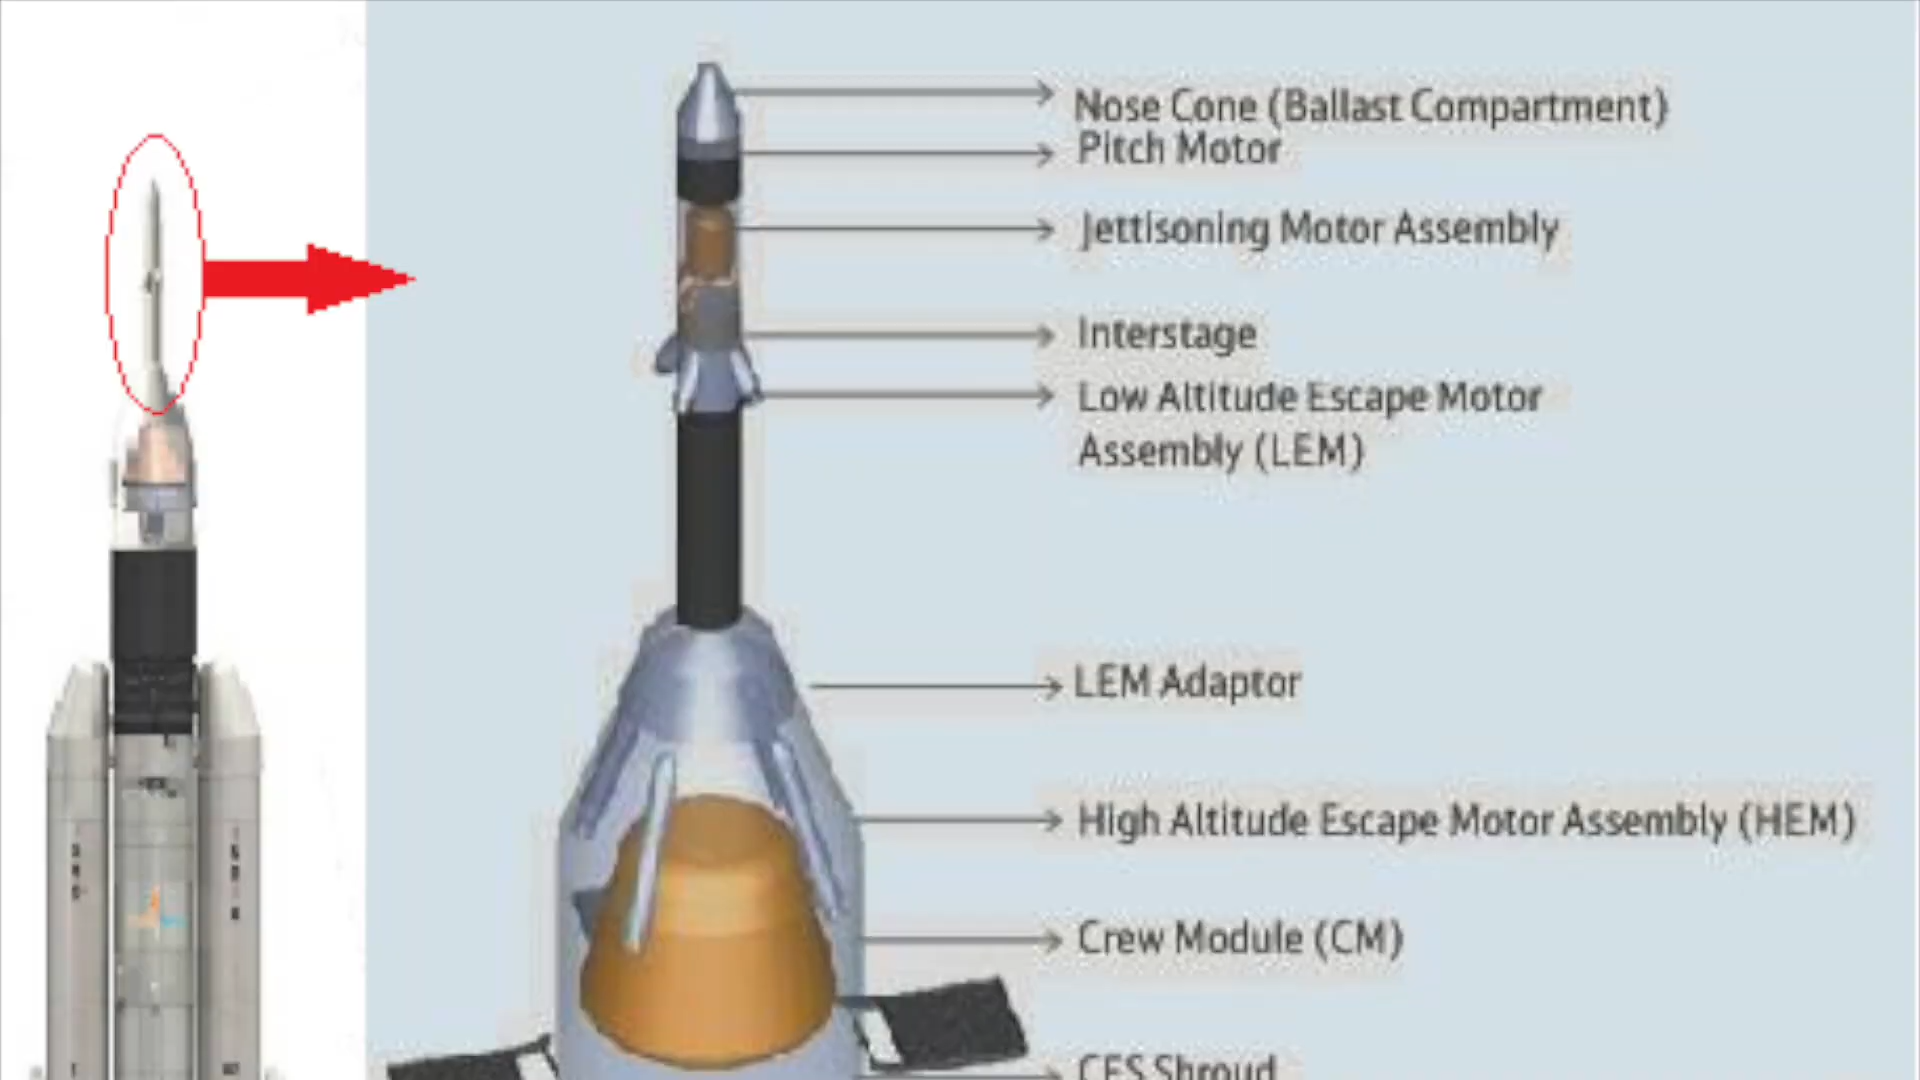 Nose Cone (Ballast Compartment)
Pitch Motor
Jettisoning Motor Assembly
Interstage
Low Altitude Escape Motor
Assembly (LEM)
LEM Adaptor
High Altitude Escape Motor Assembly (HEM)
Crew Module (CM)
CES Shroud